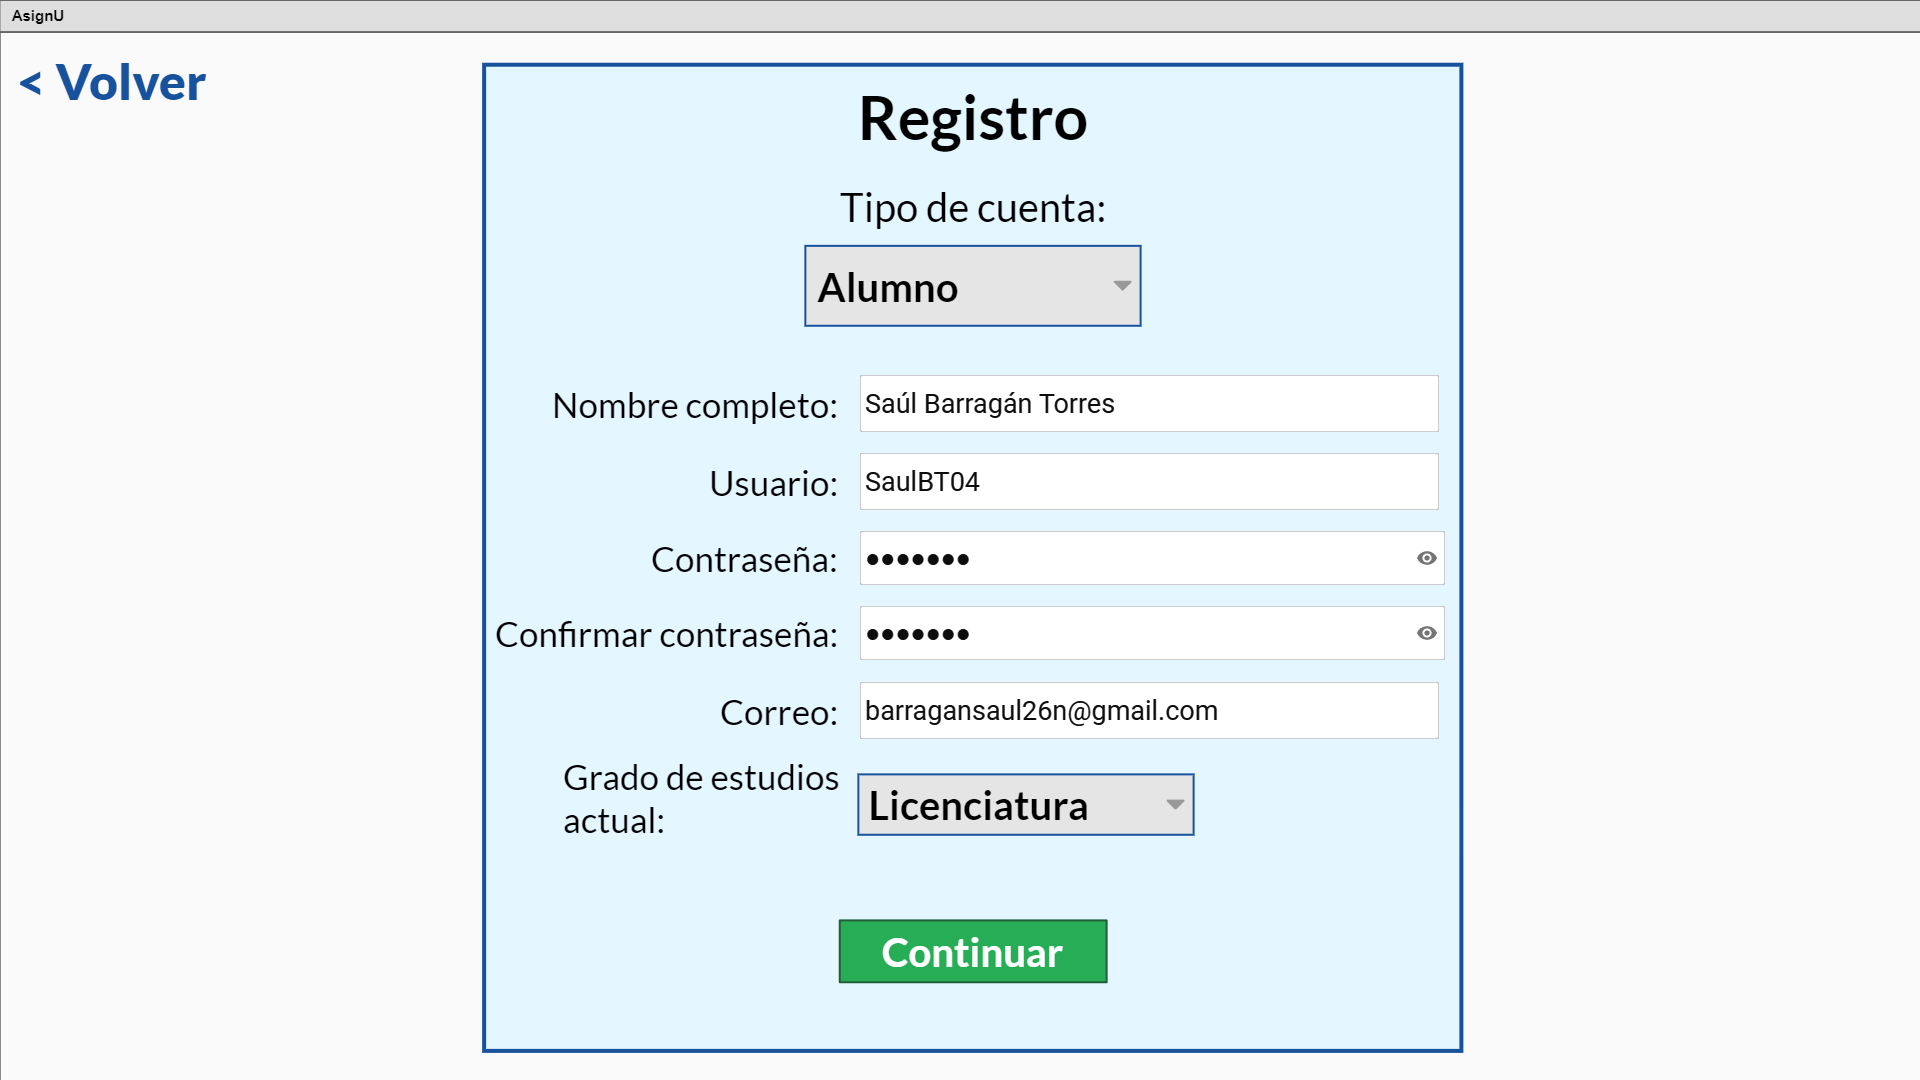 AsignU
< Volver
Registro
Tipo de cuenta:
Alumno
Nombre completo: Saúl Barragán Torres
Usuario: SaulBT04
Contraseña: •••••••
Confirmar contraseña: •••••••
Correo: barragansaul26n@gmail.com
Grado de estudios
actual: Licenciatura
Continuar